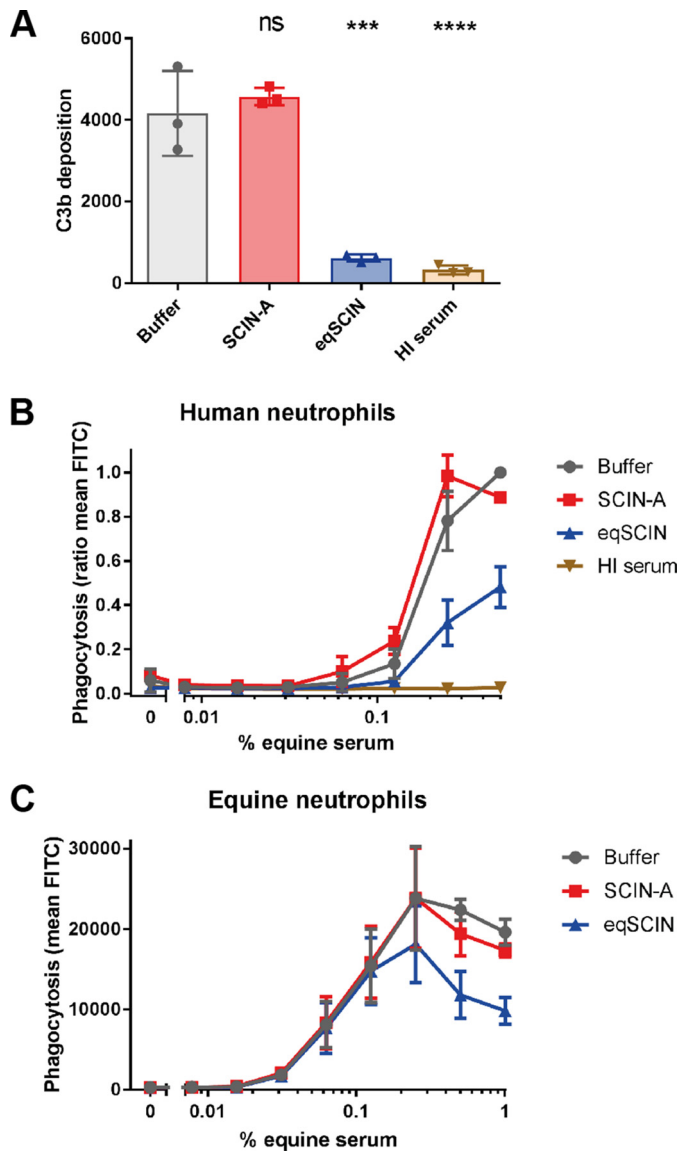 A
ns *** ****
6000
4000
2000
0
C3b deposition
Buffer
SCIN-A
eqSCIN
HI serum
B
Human neutrophils
1.0
0.8
0.6
0.4
0.2
0.0
Phagocytosis (ratio mean FITC)
0 0.01 0.1
% equine serum
Buffer
SCIN-A
eqSCIN
HI serum
C
Equine neutrophils
30000
20000
10000
0
Phagocytosis (mean FITC)
0 0.01 0.1 1
% equine serum
Buffer
SCIN-A
eqSCIN